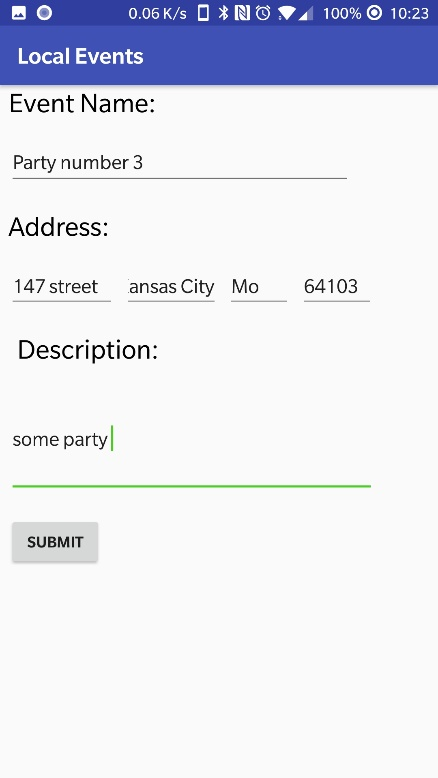 0.06 K/s 100% 10:23
Local Events
Event Name:
Party number 3
Address:
147 street ansas City Mo 64103
Description:
some party
SUBMIT